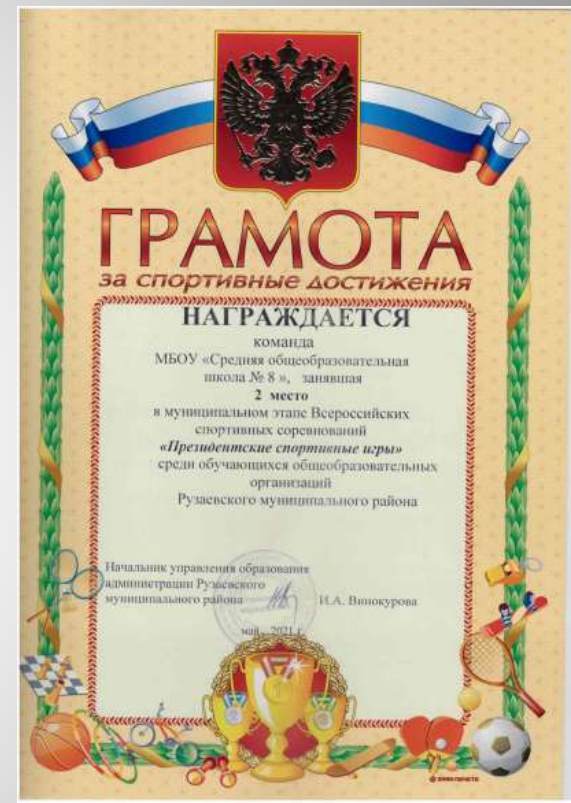 ГРАМОТА
за спортивные достижения
НАГРАЖДАЕТСЯ
команда
МБОУ «Средняя общеобразовательная
школа № 8 », занявшая
2 место
в муниципальном этапе Всероссийских
спортивных соревнований
«Президентские спортивные игры»
среди обучающихся общеобразовательных
организаций
Рузаевского муниципального района
Начальник управления образования
администрации Рузаевского
муниципального района И.А. Винокурова
май 2021 г.